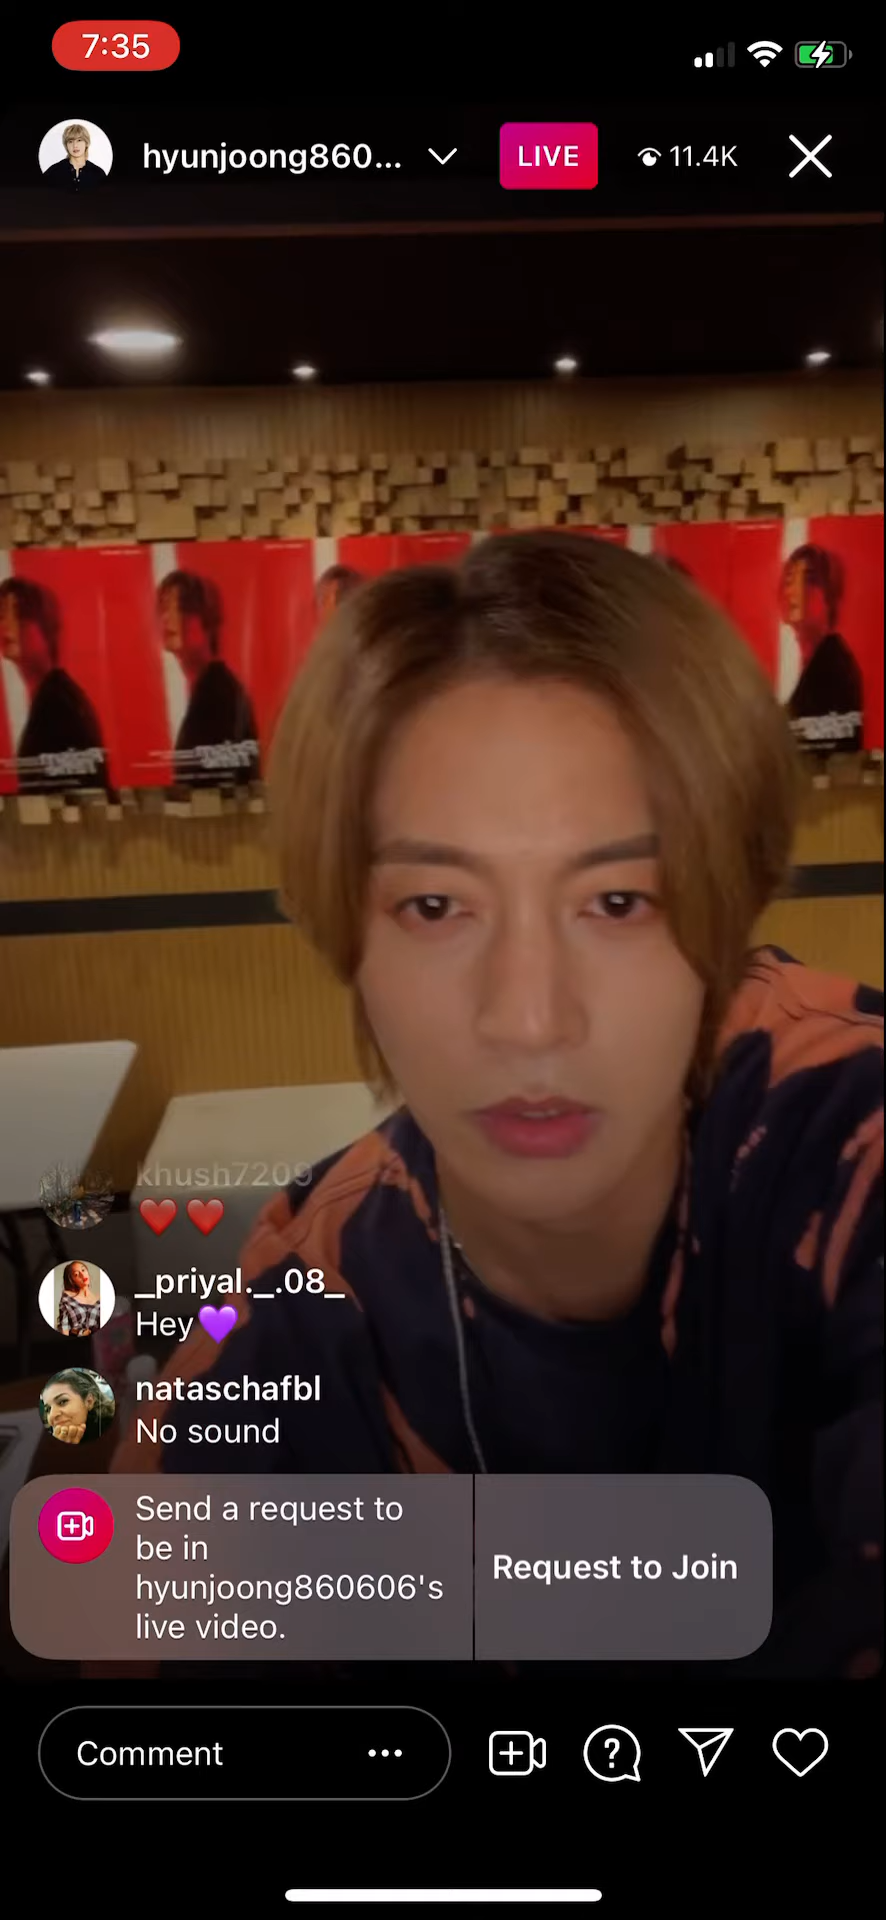 7:35
hyunjoong860...
LIVE
11.4K
khush7209
❤️❤️
_priyal._.08_
Hey💜
nataschafbl
No sound
Send a request to
be in
hyunjoong860606's
live video.
Request to Join
Comment